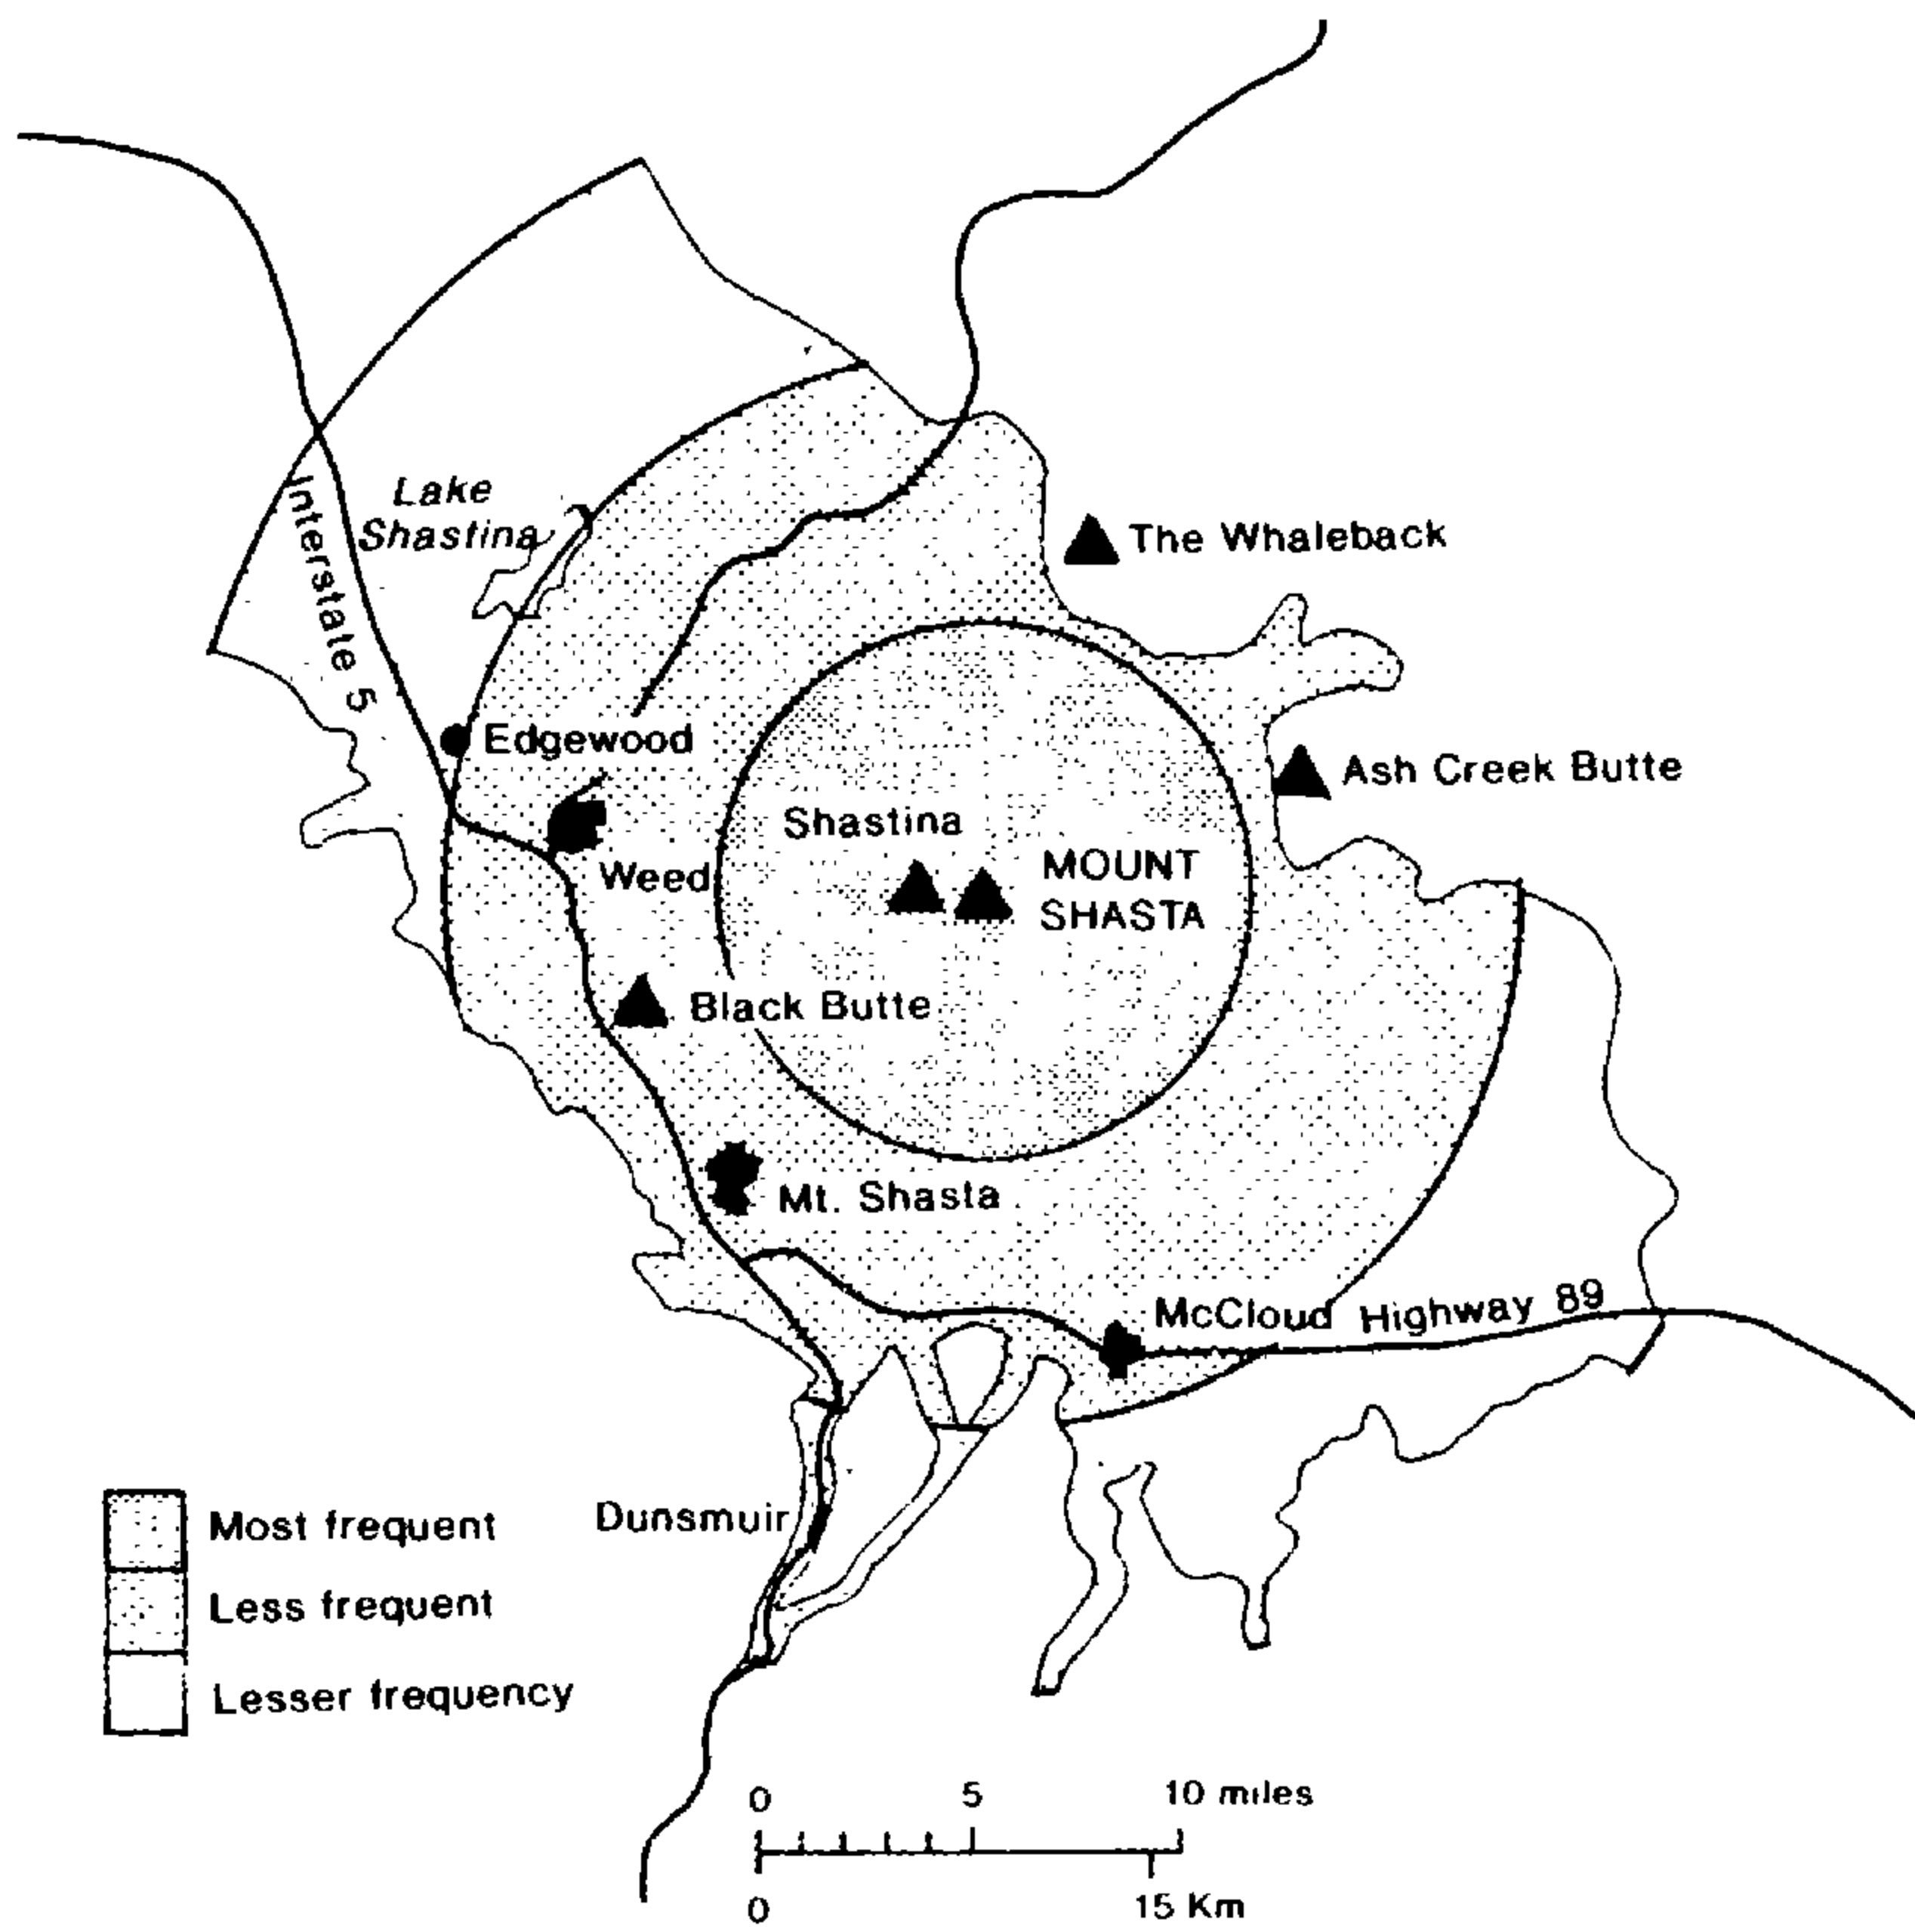 Lake
Shastina
Interstate 5
The Whaleback
Edgewood
Ash Creek Butte
Shastina
Weed
MOUNT
SHASTA
Black Butte
Mt. Shasta
McCloud
Highway 89
Dunsmuir
Most frequent
Less frequent
Lesser frequency
0 5 10 miles
0 15 Km